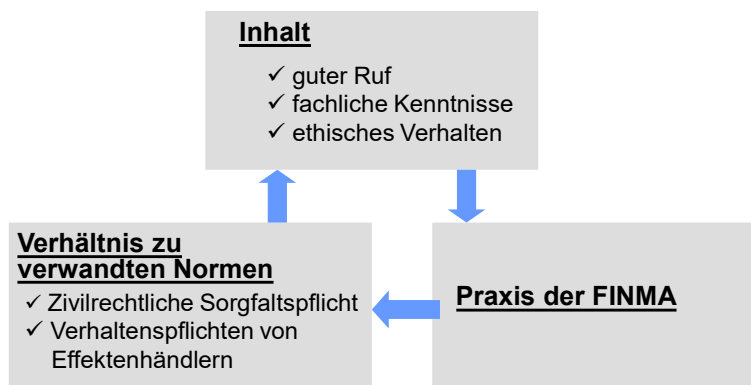 Inhalt
✓ guter Ruf
✓ fachliche Kenntnisse
✓ ethisches Verhalten
Verhältnis zu
verwandten Normen
✓ Zivilrechtliche Sorgfaltspflicht
✓ Verhaltenspflichten von
Effektenhändlern
Praxis der FINMA